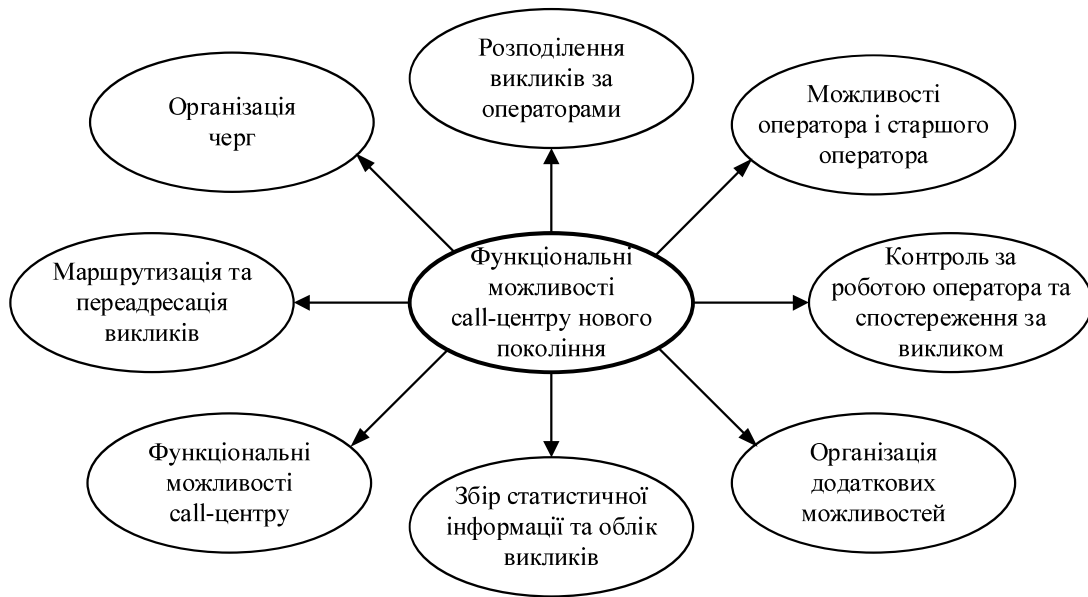 Розподілення
викликів за
операторами
Організація
черг
Можливості
оператора і старшого
оператора
Маршрутизація та
переадресація
викликів
Функціональні
можливості
call-центру нового
покоління
Контроль за
роботою оператора та
спостереження за
викликом
Функціональні
можливості
call-центру
Збір статистичної
інформації та облік
викликів
Організація
додаткових
можливостей